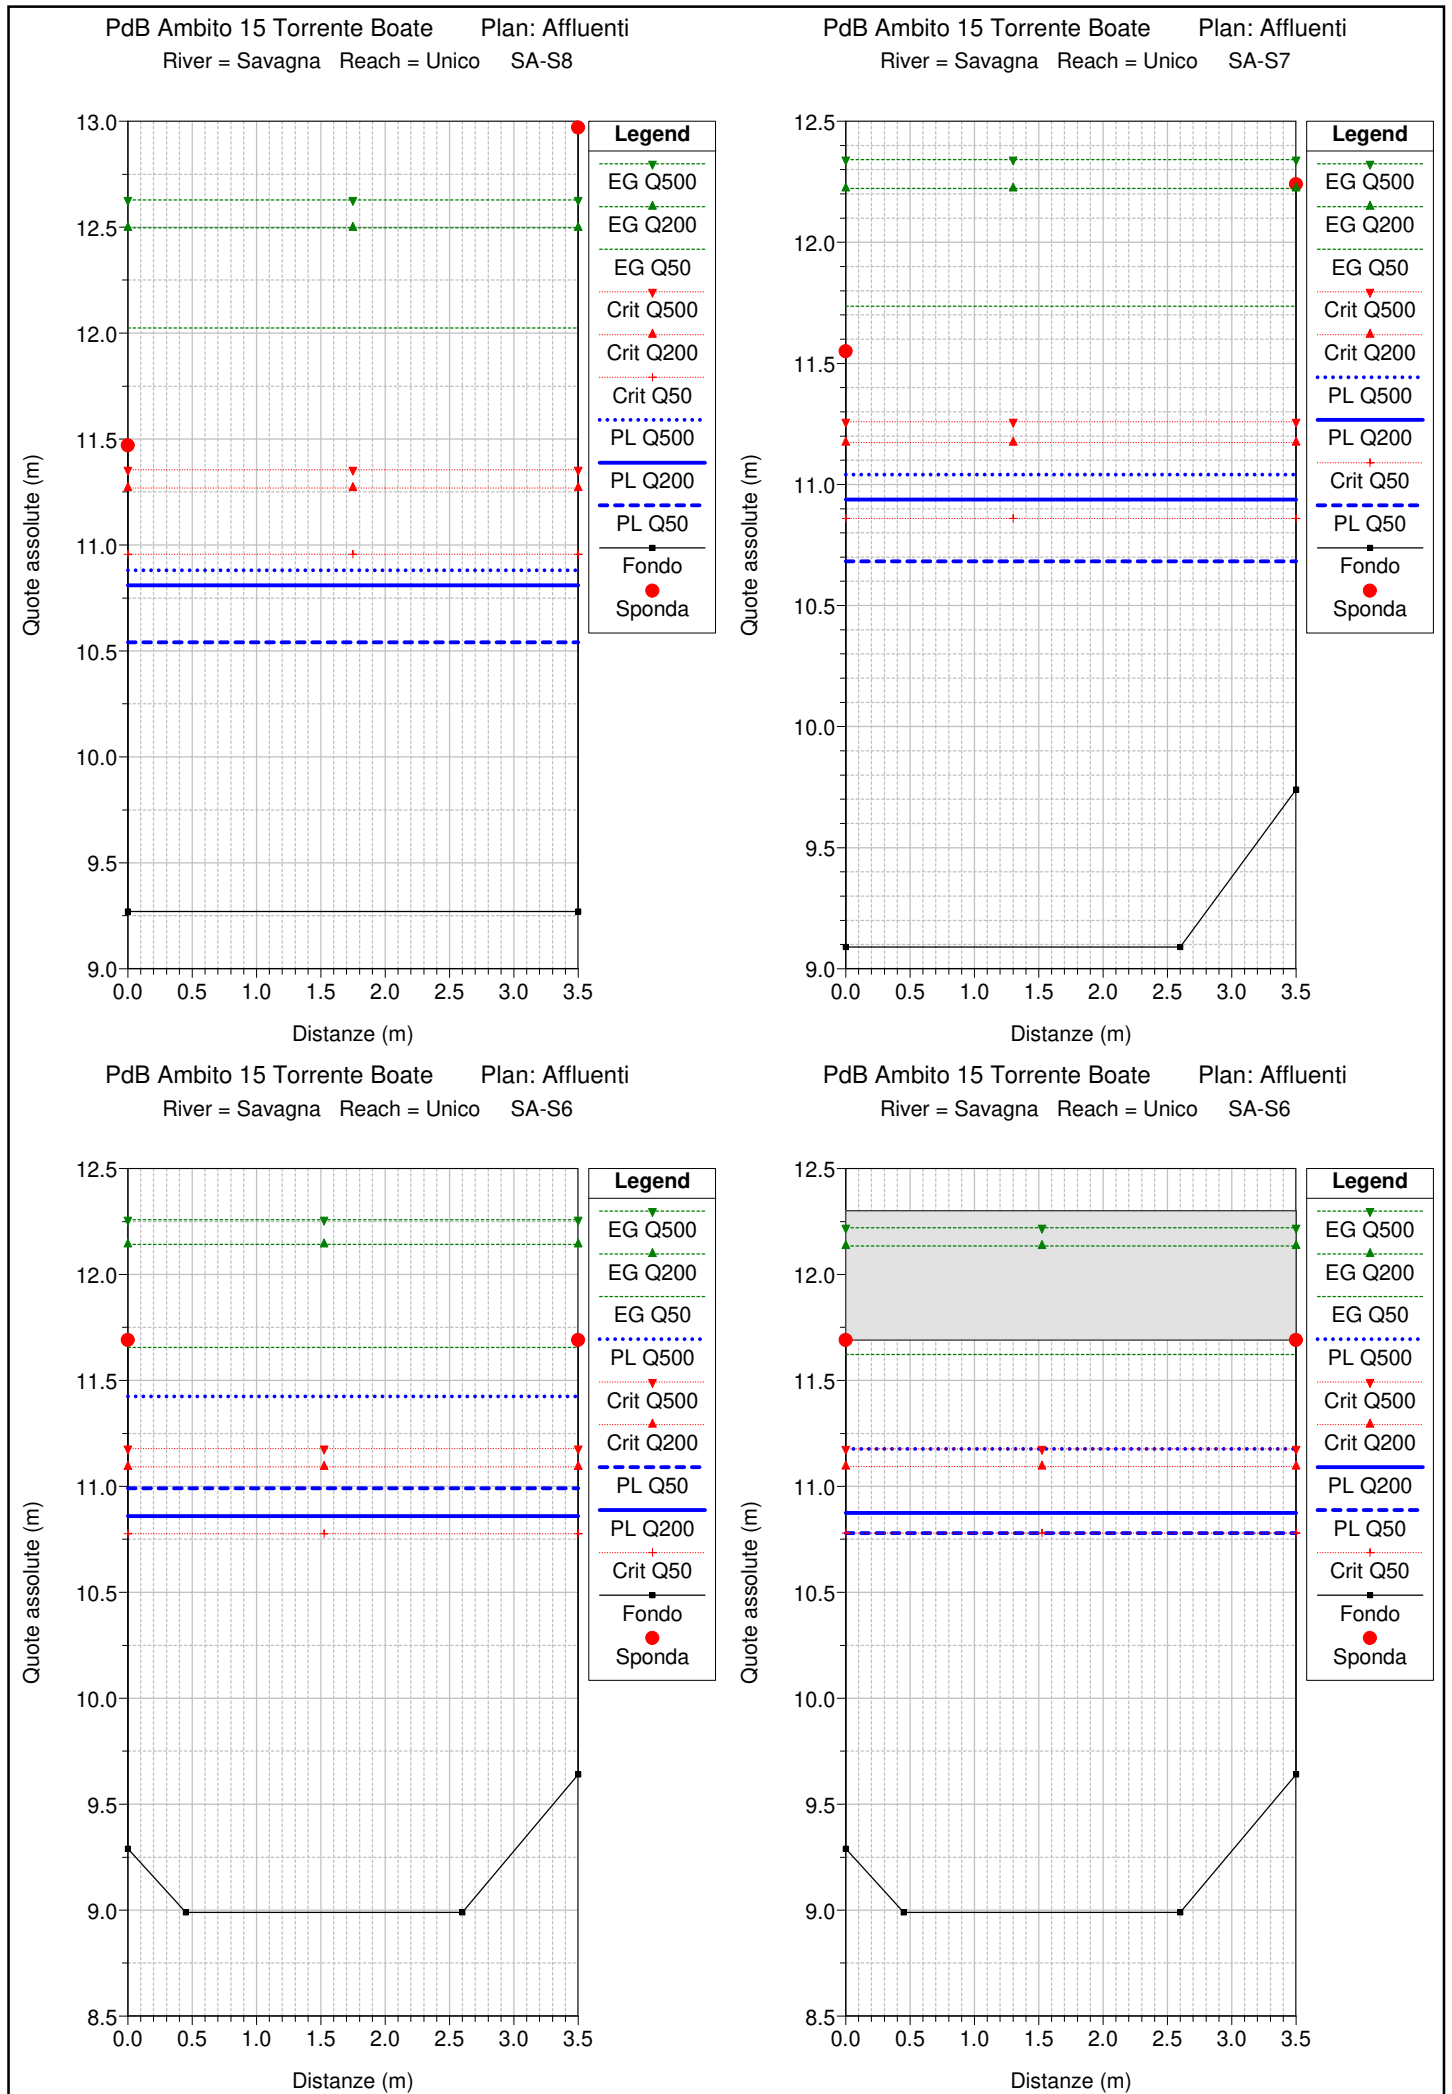 PdB Ambito 15 Torrente Boate Plan: Affluenti
River = Savagna Reach = Unico SA-S8
13.0
12.5
12.0
11.5
11.0
10.5
10.0
9.5
9.0
0.0 0.5 1.0 1.5 2.0 2.5 3.0 3.5
Distanze (m)
Quote assolute (m)
Legend
EG Q500
EG Q200
EG Q50
Crit Q500
Crit Q200
Crit Q50
PL Q500
PL Q200
PL Q50
Fondo
Sponda
PdB Ambito 15 Torrente Boate Plan: Affluenti
River = Savagna Reach = Unico SA-S7
12.5
12.0
11.5
11.0
10.5
10.0
9.5
9.0
0.0 0.5 1.0 1.5 2.0 2.5 3.0 3.5
Distanze (m)
Quote assolute (m)
Legend
EG Q500
EG Q200
EG Q50
Crit Q500
Crit Q200
PL Q500
PL Q200
Crit Q50
PL Q50
Fondo
Sponda
PdB Ambito 15 Torrente Boate Plan: Affluenti
River = Savagna Reach = Unico SA-S6
12.5
12.0
11.5
11.0
10.5
10.0
9.5
9.0
8.5
0.0 0.5 1.0 1.5 2.0 2.5 3.0 3.5
Distanze (m)
Quote assolute (m)
Legend
EG Q500
EG Q200
EG Q50
PL Q500
Crit Q500
Crit Q200
PL Q50
PL Q200
Crit Q50
Fondo
Sponda
PdB Ambito 15 Torrente Boate Plan: Affluenti
River = Savagna Reach = Unico SA-S6
12.5
12.0
11.5
11.0
10.5
10.0
9.5
9.0
8.5
0.0 0.5 1.0 1.5 2.0 2.5 3.0 3.5
Distanze (m)
Quote assolute (m)
Legend
EG Q500
EG Q200
EG Q50
PL Q500
Crit Q500
Crit Q200
PL Q200
PL Q50
Crit Q50
Fondo
Sponda